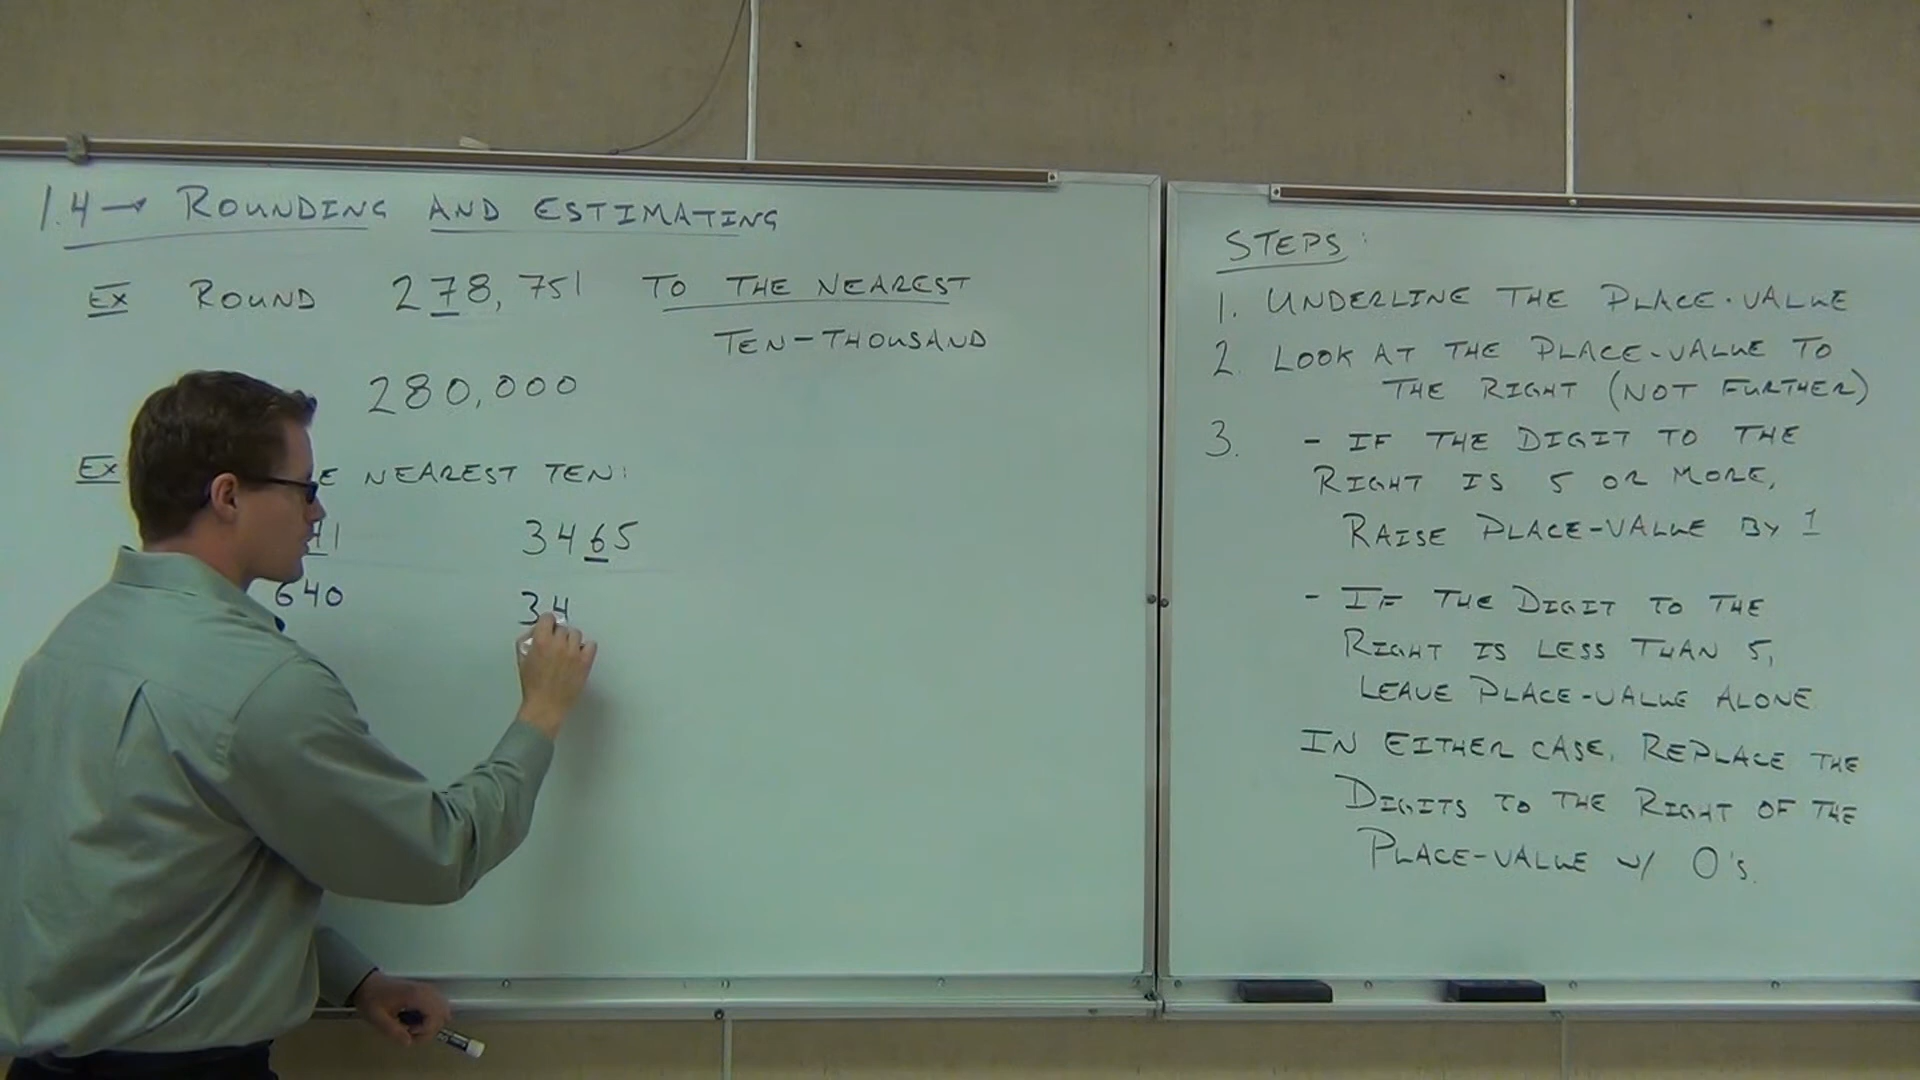 1.4 → ROUNDING AND ESTIMATING
EX ROUND 278,751 TO THE NEAREST
TEN-THOUSAND
280,000
EX NEAREST TEN:
41 3465
640 34
STEPS:
1. UNDERLINE THE PLACE-VALUE
2. LOOK AT THE PLACE-VALUE TO
THE RIGHT (NOT FURTHER)
3. - IF THE DIGIT TO THE
RIGHT IS 5 OR MORE,
RAISE PLACE-VALUE BY 1
- IF THE DIGIT TO THE
RIGHT IS LESS THAN 5,
LEAVE PLACE-VALUE ALONE.
IN EITHER CASE, REPLACE THE
DIGITS TO THE RIGHT OF THE
PLACE-VALUE W/ 0's.